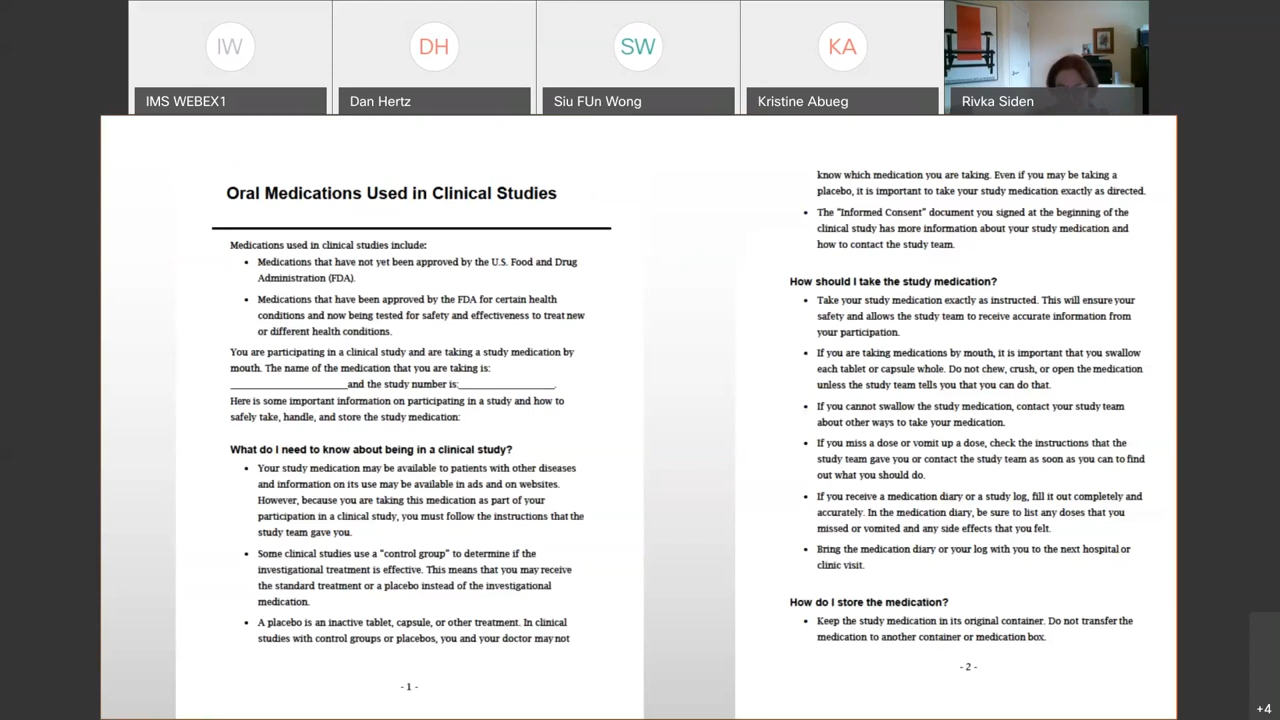 IW
DH
SW
KA
IMS WEBEX1
Dan Hertz
Siu FUn Wong
Kristine Abueg
Rivka Siden
Oral Medications Used in Clinical Studies
Medications used in clinical studies include:
• Medications that have not yet been approved by the U.S. Food and Drug
Administration (FDA).
• Medications that have been approved by the FDA for certain health
conditions and now being tested for safety and effectiveness to treat new
or different health conditions.
You are participating in a clinical study and are taking a study medication by
mouth. The name of the medication that you are taking is:
______________________and the study number is:__________________.
Here is some important information on participating in a study and how to
safely take, handle, and store the study medication:
What do I need to know about being in a clinical study?
• Your study medication may be available to patients with other diseases
and information on its use may be available in ads and on websites.
However, because you are taking this medication as part of your
participation in a clinical study, you must follow the instructions that the
study team gave you.
• Some clinical studies use a “control group” to determine if the
investigational treatment is effective. This means that you may receive
the standard treatment or a placebo instead of the investigational
medication.
• A placebo is an inactive tablet, capsule, or other treatment. In clinical
studies with control groups or placebos, you and your doctor may not
- 1 -
know which medication you are taking. Even if you may be taking a
placebo, it is important to take your study medication exactly as directed.
• The “Informed Consent” document you signed at the beginning of the
clinical study has more information about your study medication and
how to contact the study team.
How should I take the study medication?
• Take your study medication exactly as instructed. This will ensure your
safety and allows the study team to receive accurate information from
your participation.
• If you are taking medications by mouth, it is important that you swallow
each tablet or capsule whole. Do not chew, crush, or open the medication
unless the study team tells you that you can do that.
• If you cannot swallow the study medication, contact your study team
about other ways to take your medication.
• If you miss a dose or vomit up a dose, check the instructions that the
study team gave you or contact the study team as soon as you can to find
out what you should do.
• If you receive a medication diary or a study log, fill it out completely and
accurately. In the medication diary, be sure to list any doses that you
missed or vomited and any side effects that you felt.
• Bring the medication diary or your log with you to the next hospital or
clinic visit.
How do I store the medication?
• Keep the study medication in its original container. Do not transfer the
medication to another container or medication box.
- 2 -
+4